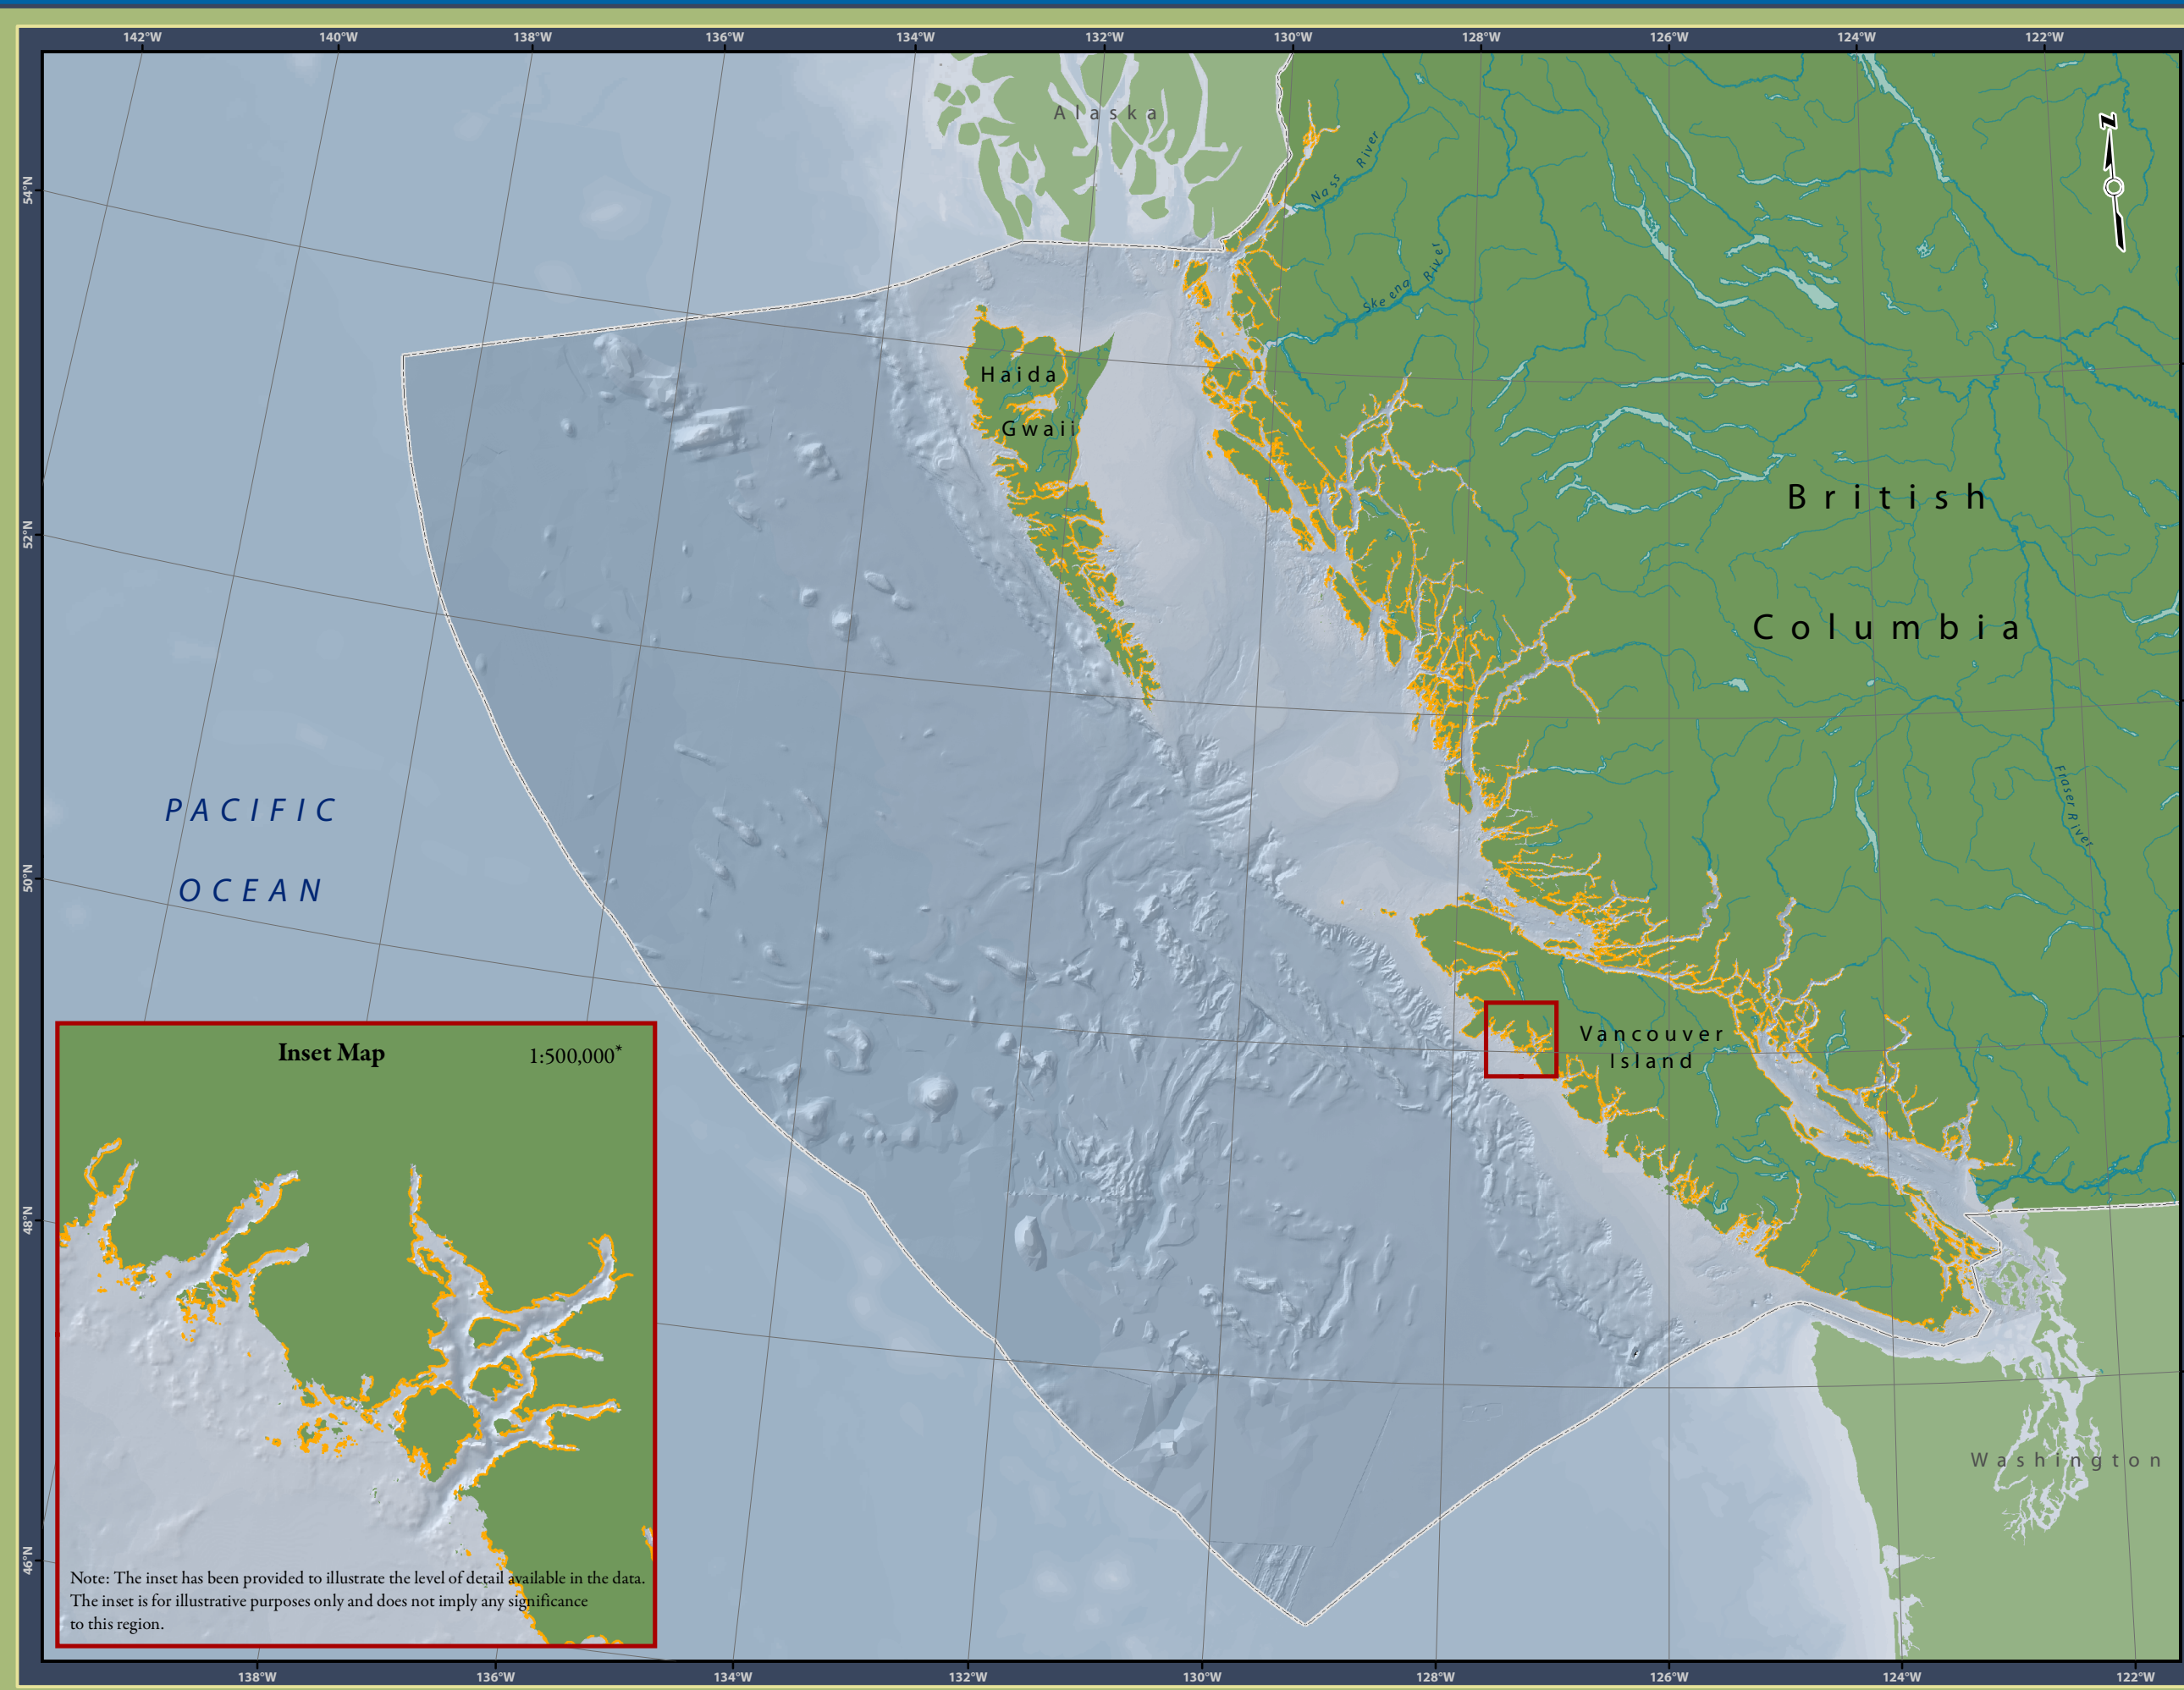 142°W 140°W 138°W 136°W 134°W 132°W 130°W 128°W 126°W 124°W 122°W
Alaska
54°N
Nass River
Skeena River
N
Haida
Gwaii
British
Columbia
52°N
PACIFIC
OCEAN
50°N
Fraser River
Vancouver
Island
Inset Map 1:500,000*
48°N
Washington
46°N
Note: The inset has been provided to illustrate the level of detail available in the data.
The inset is for illustrative purposes only and does not imply any significance
to this region.
138°W 136°W 134°W 132°W 130°W 128°W 126°W 124°W 122°W